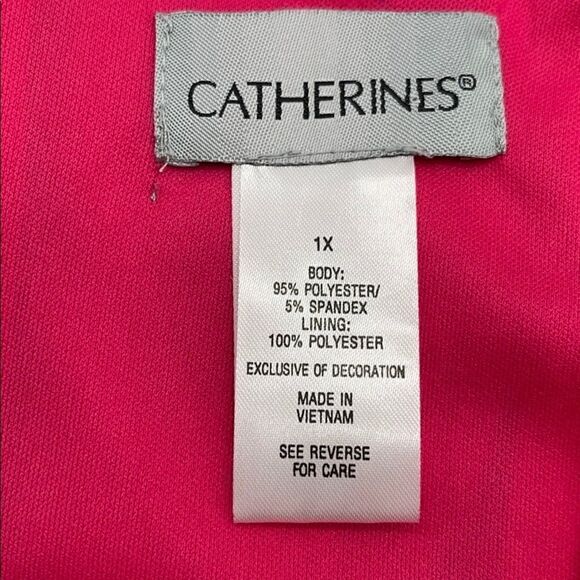 CATHERINES®
1X
BODY:
95% POLYESTER/
5% SPANDEX
LINING:
100% POLYESTER
EXCLUSIVE OF DECORATION
MADE IN
VIETNAM
SEE REVERSE
FOR CARE